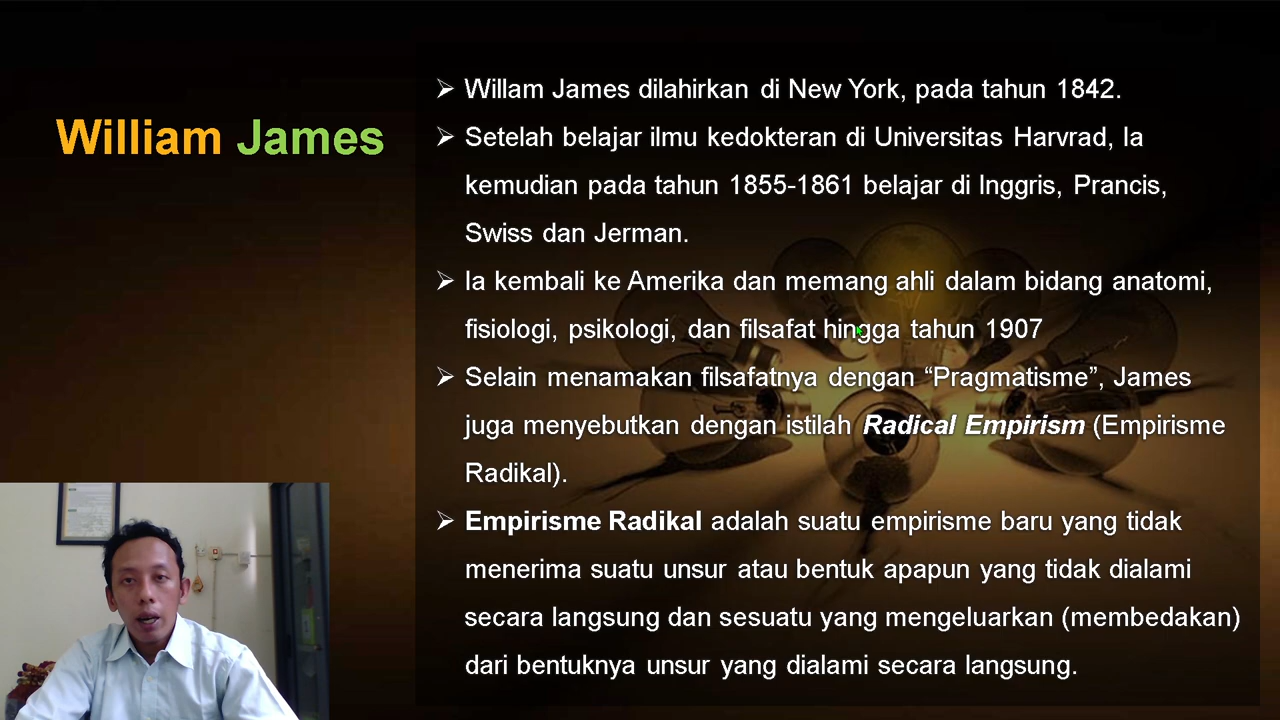 William James
➢ Willam James dilahirkan di New York, pada tahun 1842.
➢ Setelah belajar ilmu kedokteran di Universitas Harvrad, Ia
kemudian pada tahun 1855-1861 belajar di Inggris, Prancis,
Swiss dan Jerman.
➢ Ia kembali ke Amerika dan memang ahli dalam bidang anatomi,
fisiologi, psikologi, dan filsafat hingga tahun 1907
➢ Selain menamakan filsafatnya dengan “Pragmatisme”, James
juga menyebutkan dengan istilah Radical Empirism (Empirisme
Radikal).
➢ Empirisme Radikal adalah suatu empirisme baru yang tidak
menerima suatu unsur atau bentuk apapun yang tidak dialami
secara langsung dan sesuatu yang mengeluarkan (membedakan)
dari bentuknya unsur yang dialami secara langsung.